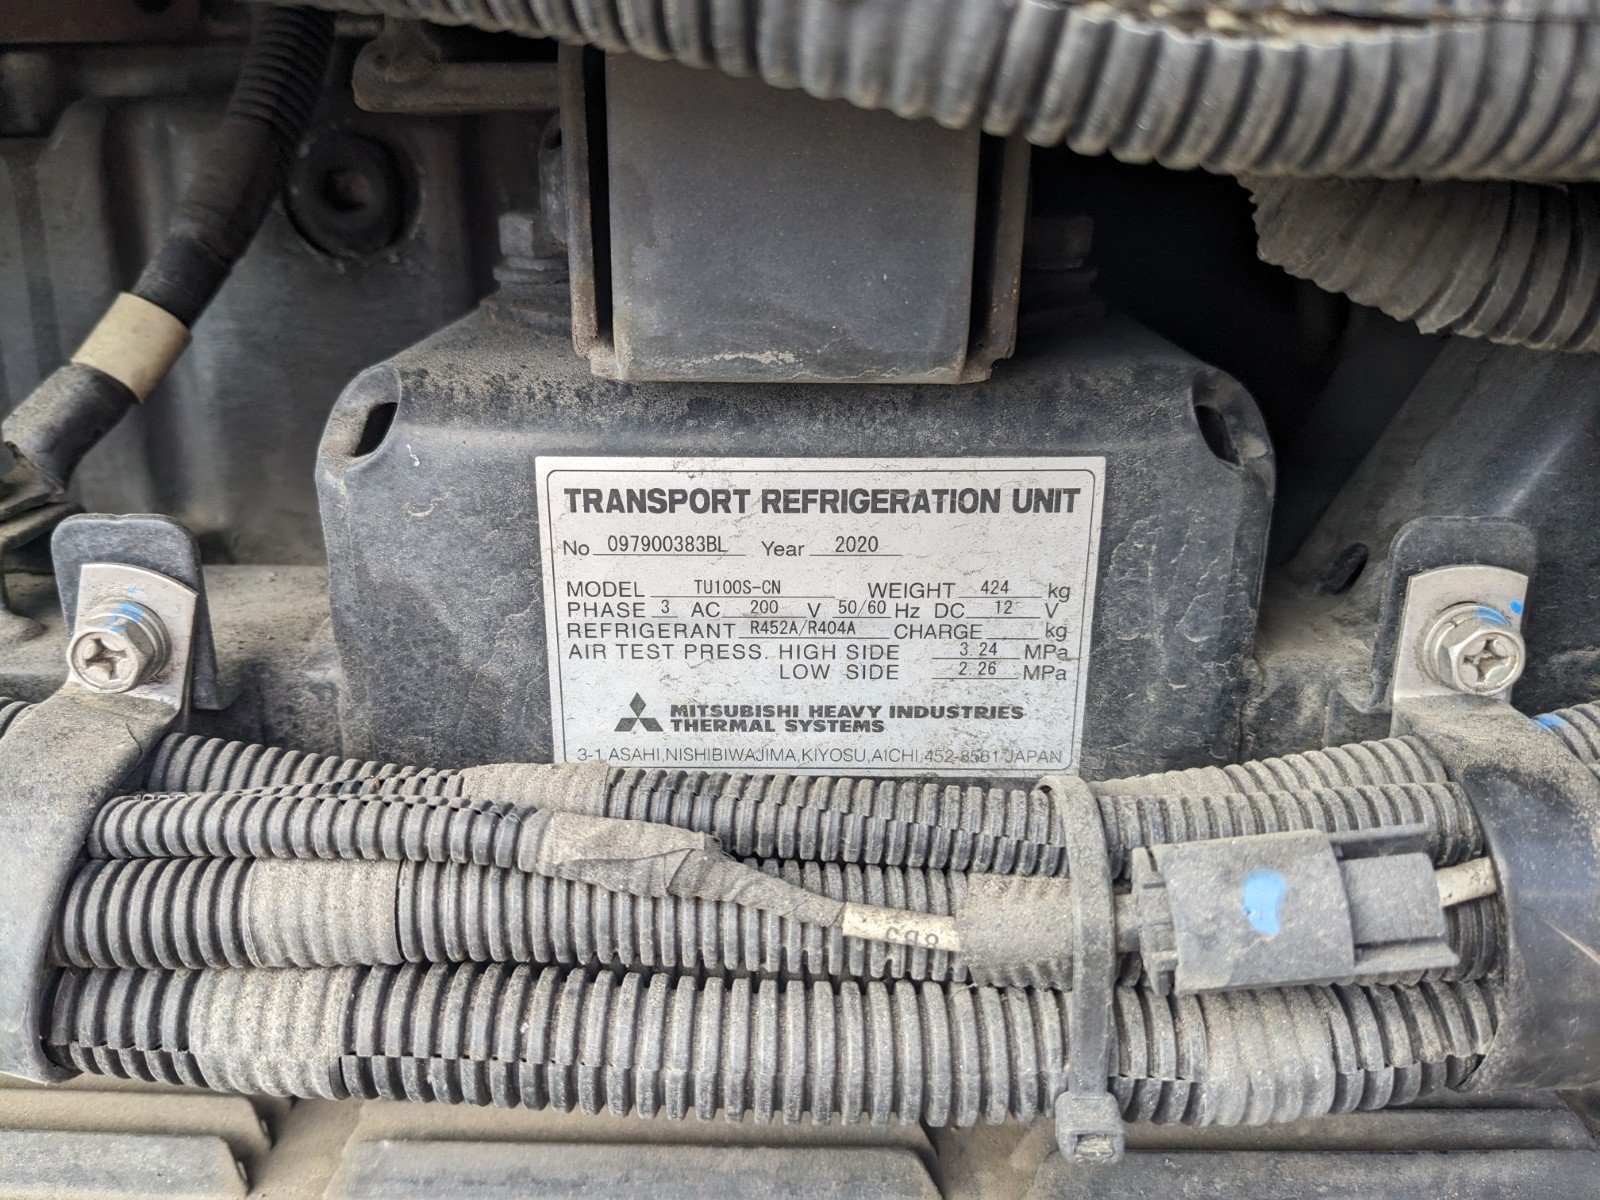 TRANSPORT REFRIGERATION UNIT
No 097900383BL Year 2020
MODEL TU100S-CN WEIGHT 424 kg
PHASE 3 AC 200 V 50/60 Hz DC 12 V
REFRIGERANT R452A/R404A CHARGE kg
AIR TEST PRESS. HIGH SIDE 3.24 MPa
LOW SIDE 2.26 MPa
MITSUBISHI HEAVY INDUSTRIES
THERMAL SYSTEMS
3-1,ASAHI,NISHIBIWAJIMA,KIYOSU,AICHI,452-8561,JAPAN